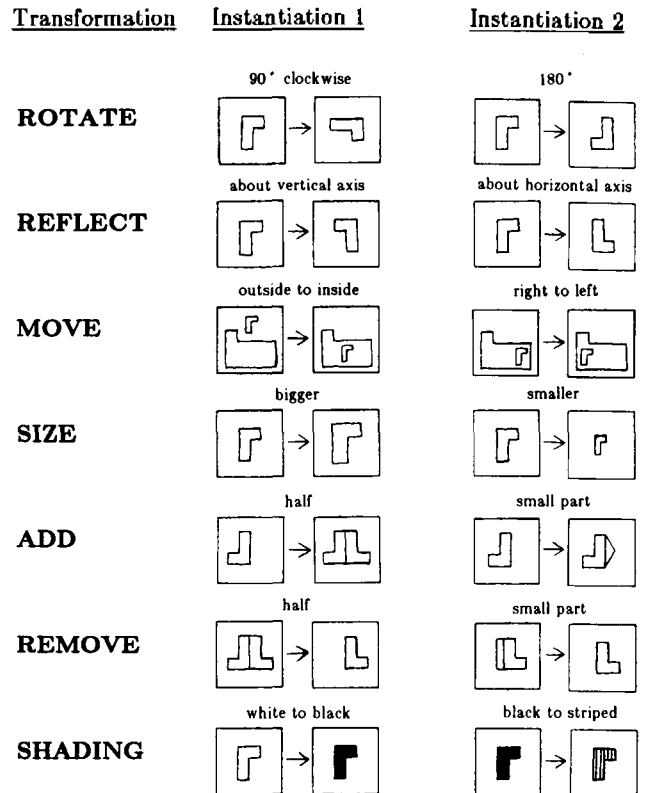 Transformation Instantiation 1 Instantiation 2
90° clockwise 180°
ROTATE
about vertical axis about horizontal axis
REFLECT
outside to inside right to left
MOVE
bigger smaller
SIZE
half small part
ADD
half small part
REMOVE
white to black black to striped
SHADING